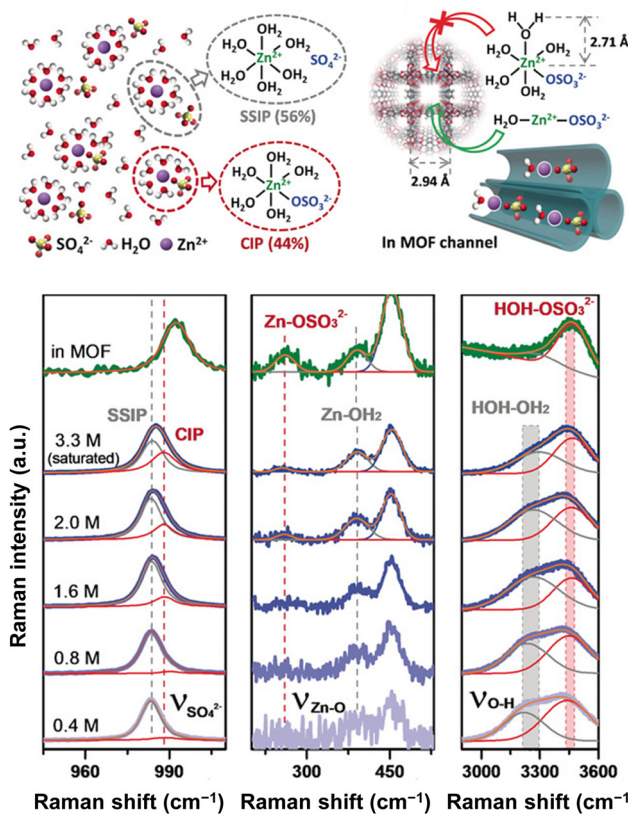 OH₂
H₂O
OH₂
Zn²⁺
SO₄²⁻
H₂O
OH₂
OH₂
SSIP (56%)
OH₂
H₂O
OH₂
Zn²⁺
H₂O
OSO₃²⁻
OH₂
CIP (44%)
SO₄²⁻
H₂O
Zn²⁺
H
H
O
2.71 Å
H₂O
OH₂
Zn²⁺
H₂O
OSO₃²⁻
OH₂
H₂O—Zn²⁺—OSO₃²⁻
2.94 Å
In MOF channel
in MOF
SSIP
CIP
3.3 M
(saturated)
2.0 M
1.6 M
0.8 M
0.4 M
νSO₄²⁻
960
990
Raman shift (cm⁻¹)
Zn-OSO₃²⁻
Zn-OH₂
νZn-O
300
450
Raman shift (cm⁻¹)
HOH-OSO₃²⁻
HOH-OH₂
νO-H
2900
3300
3600
Raman shift (cm⁻¹)
Raman intensity (a.u.)